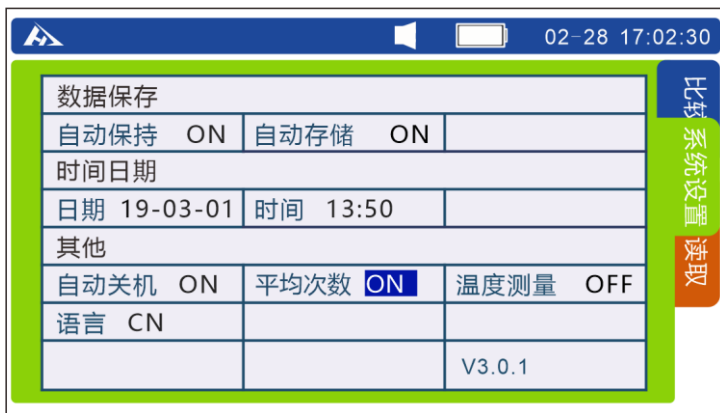 02-28 17:02:30
数据保存
自动保持 ON 自动存储 ON
时间日期
日期 19-03-01 时间 13:50
其他
自动关机 ON 平均次数 ON 温度测量 OFF
语言 CN
V3.0.1
比较
系统设置
读取